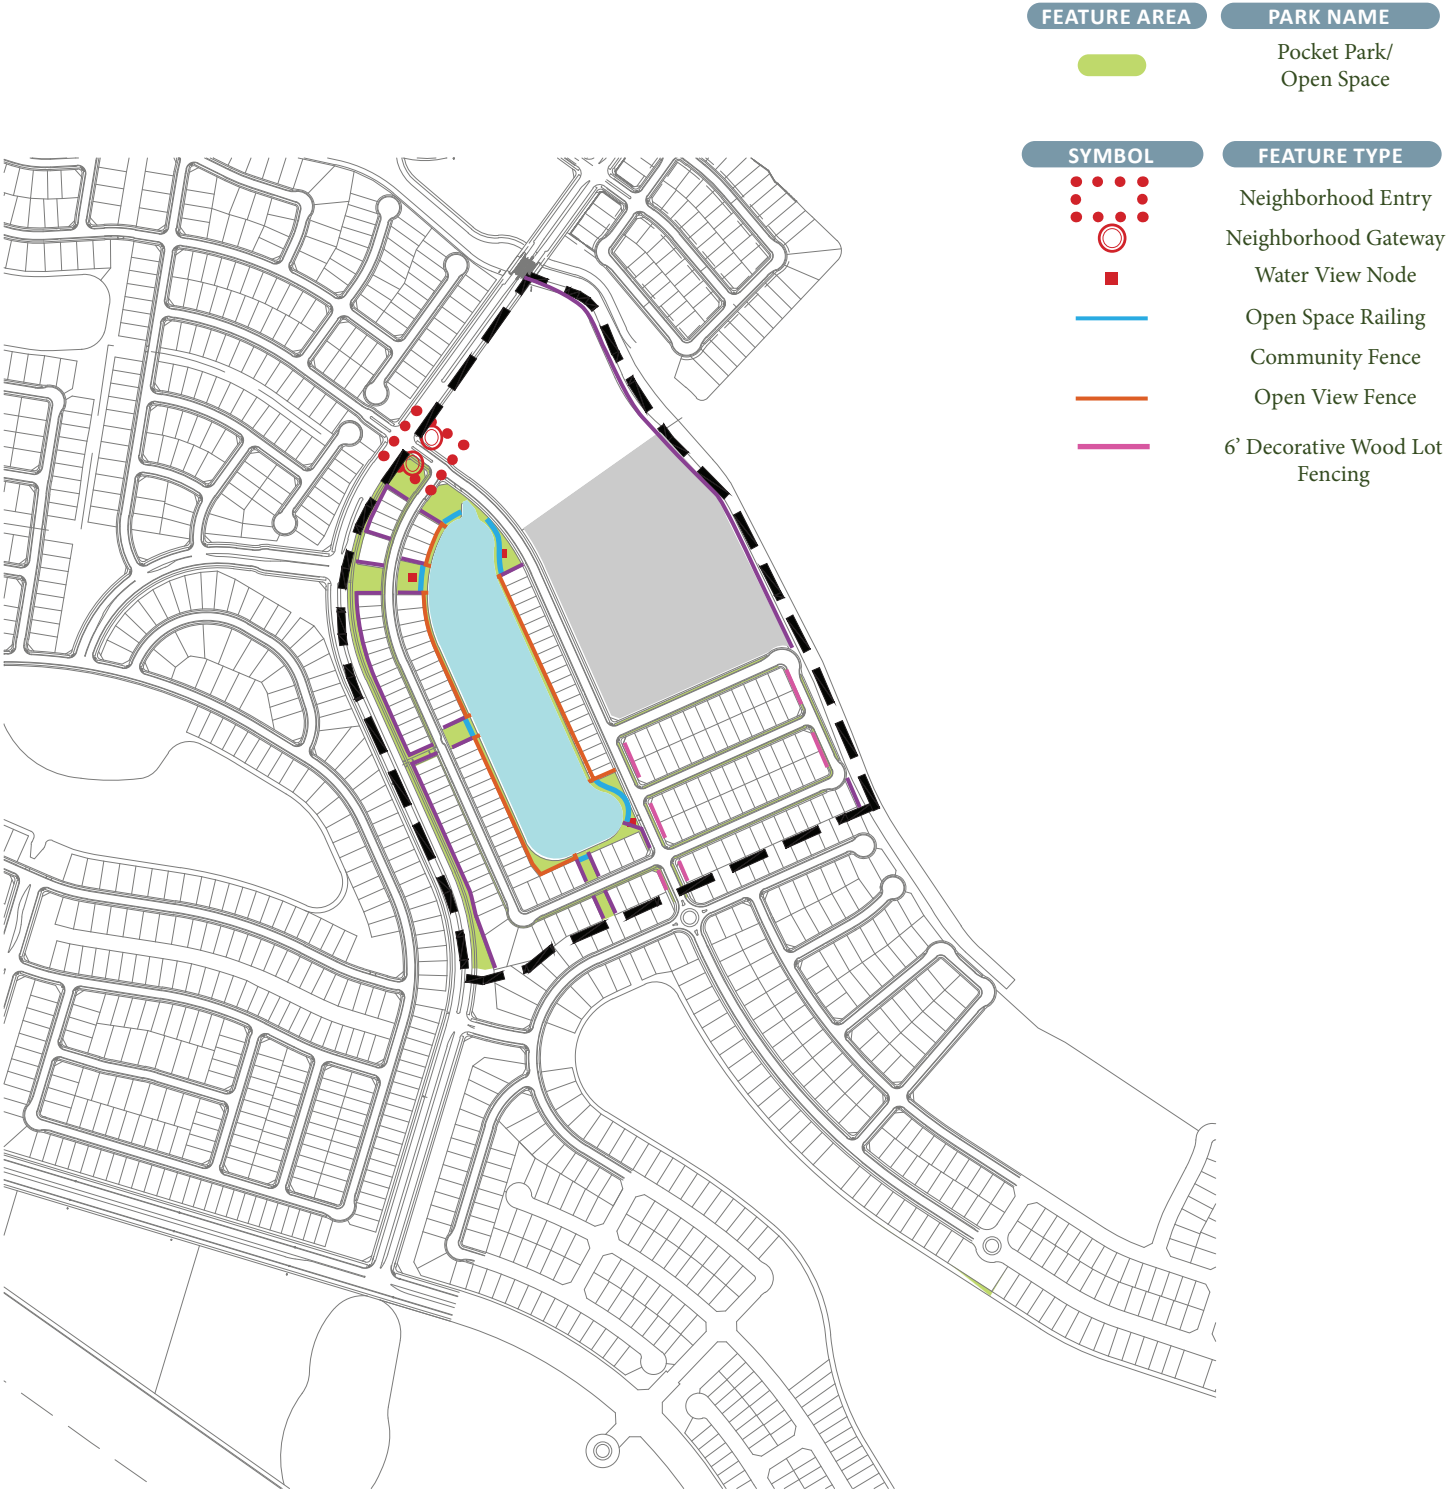 FEATURE AREA PARK NAME
Pocket Park/
Open Space
SYMBOL FEATURE TYPE
Neighborhood Entry
Neighborhood Gateway
Water View Node
Open Space Railing
Community Fence
Open View Fence
6’ Decorative Wood Lot
Fencing